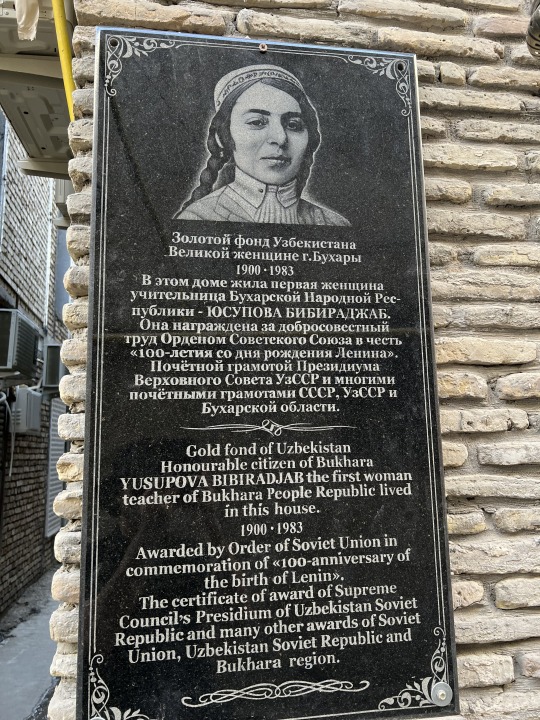 Золотой фонд Узбекистана
Великой женщине г.Бухары
1900 · 1983
В этом доме жила первая женщина
учительница Бухарской Народной Рес-
публики - ЮСУПОВА БИБИРАДЖАБ.
Она награждена за добросовестный
труд Орденом Советского Союза в честь
«100-летия со дня рождения Ленина».
Почётной грамотой Президиума
Верховного Совета УзССР и многими
почётными грамотами СССР, УзССР и
Бухарской области.
Gold fond of Uzbekistan
Honourable citizen of Bukhara
YUSUPOVA BIBIRADJAB the first woman
teacher of Bukhara People Republic lived
in this house.
1900 · 1983
Awarded by Order of Soviet Union in
commemoration of «100-anniversary of
the birth of Lenin».
The certificate of award of Supreme
Council's Presidium of Uzbekistan Soviet
Republic and many other awards of Soviet
Union, Uzbekistan Soviet Republic and
Bukhara region.